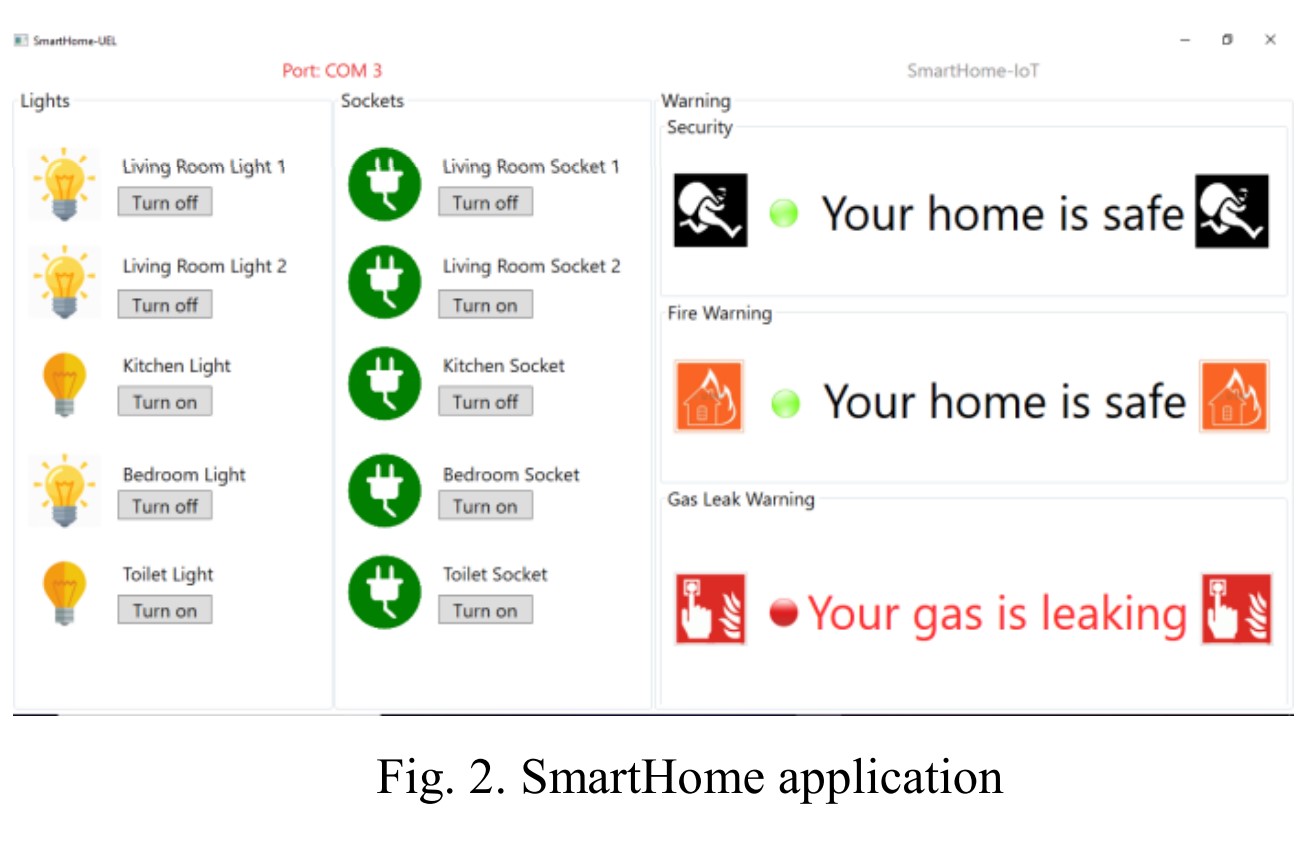 SmartHome-UEL
Port: COM 3
SmartHome-IoT
Lights
Living Room Light 1
Turn off
Living Room Light 2
Turn off
Kitchen Light
Turn on
Bedroom Light
Turn off
Toilet Light
Turn on
Sockets
Living Room Socket 1
Turn off
Living Room Socket 2
Turn on
Kitchen Socket
Turn off
Bedroom Socket
Turn on
Toilet Socket
Turn on
Warning
Security
Your home is safe
Fire Warning
Your home is safe
Gas Leak Warning
Your gas is leaking
Fig. 2. SmartHome application